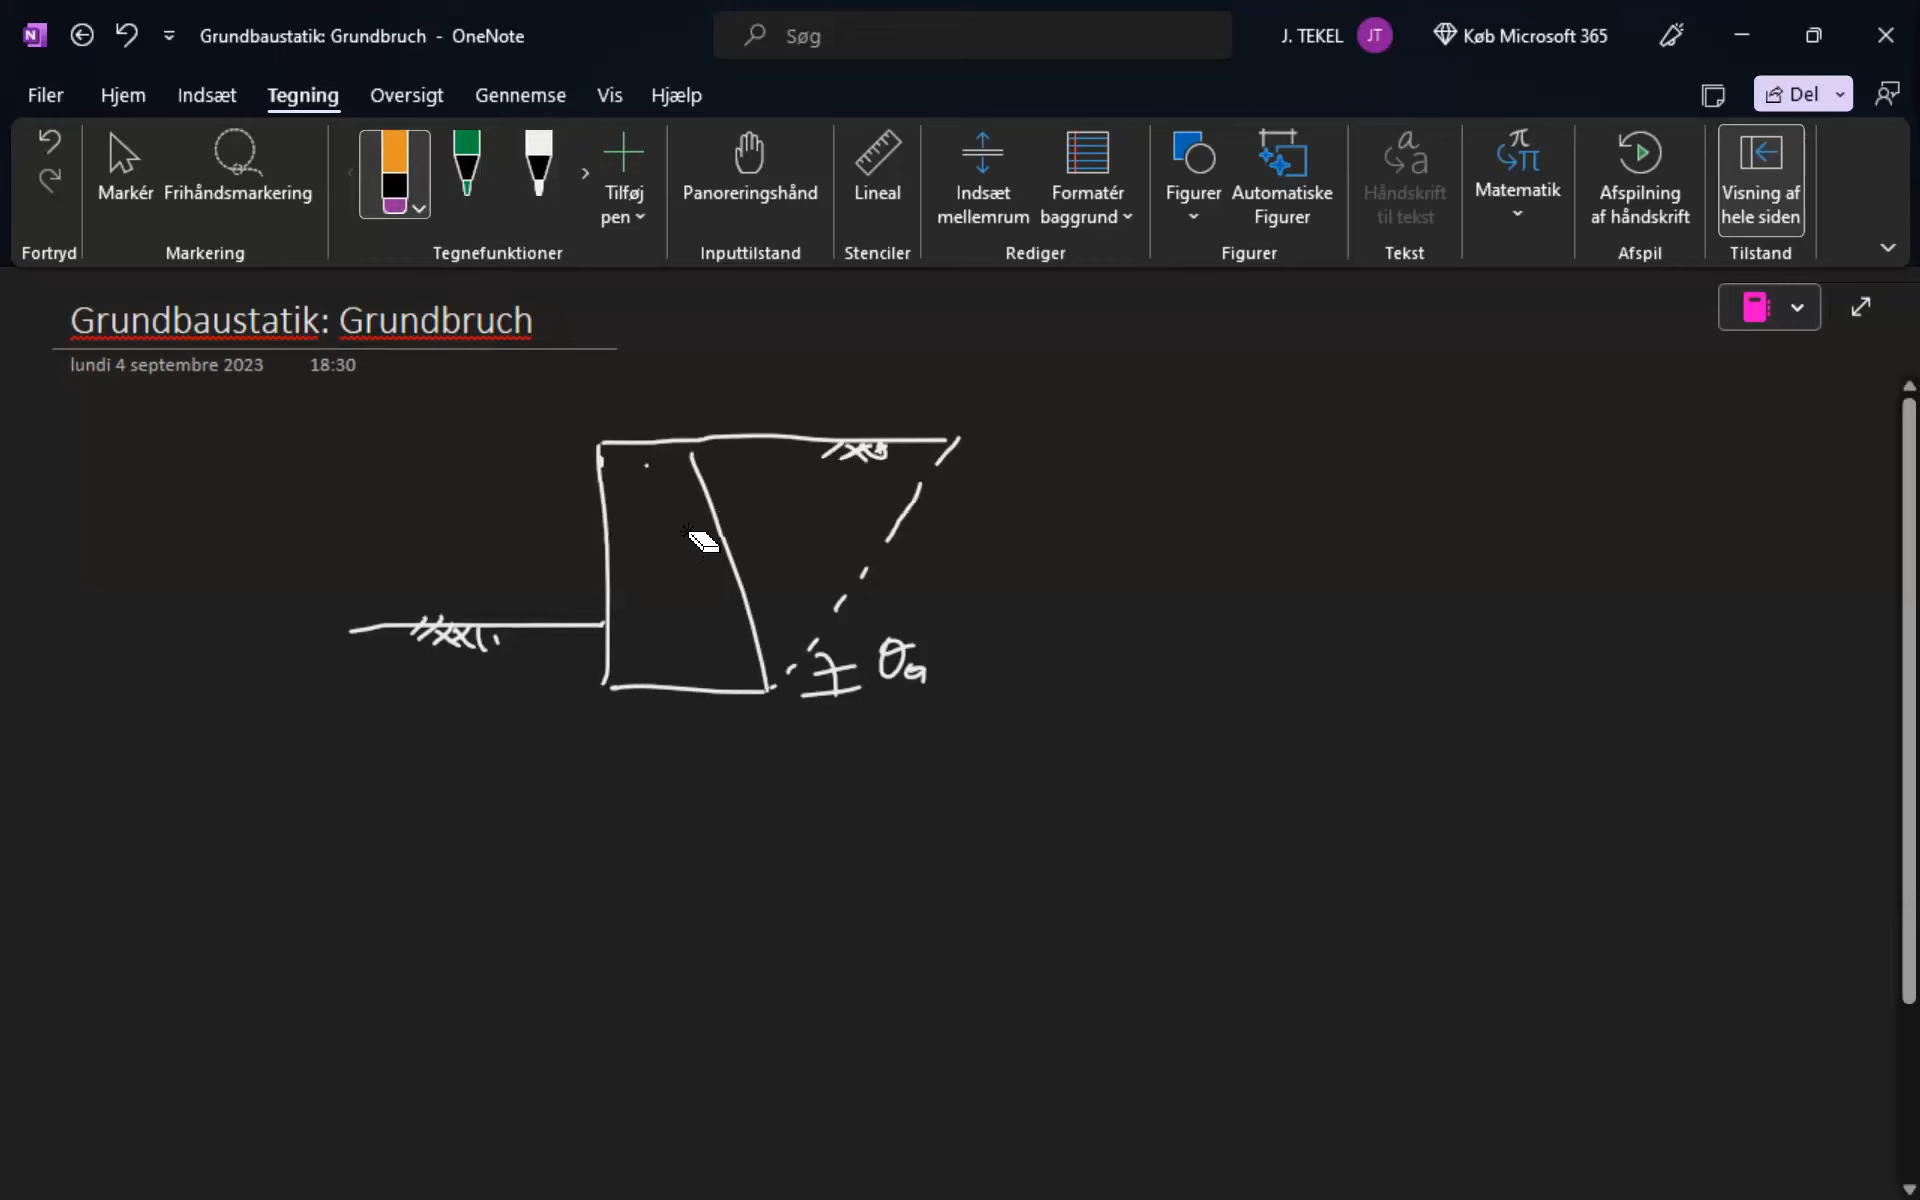 Grundbaustatik: Grundbruch - OneNote
Søg
J. TEKEL
JT
Køb Microsoft 365
Filer
Hjem
Indsæt
Tegning
Oversigt
Gennemse
Vis
Hjælp
Del
Markér
Frihåndsmarkering
Tilføj
pen
Panoreringshånd
Lineal
Indsæt
mellemrum
Formatér
baggrund
Figurer
Automatiske
Figurer
Håndskrift
til tekst
Matematik
Afspilning
af håndskrift
Visning af
hele siden
Fortryd
Markering
Tegnefunktioner
Inputtilstand
Stenciler
Rediger
Figurer
Tekst
Afspil
Tilstand
Grundbaustatik: Grundbruch
lundi 4 septembre 2023
18:30